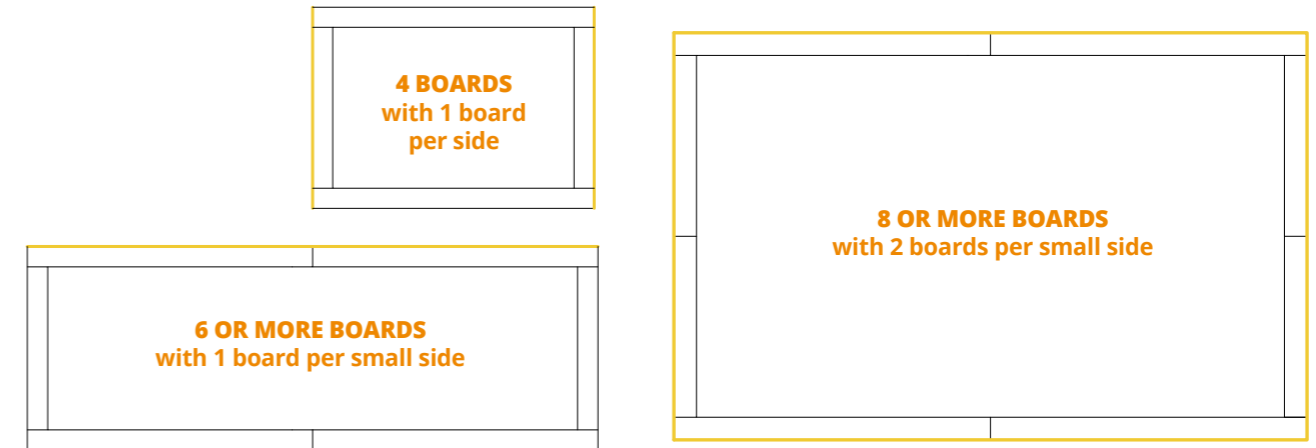 4 BOARDS
with 1 board
per side
6 OR MORE BOARDS
with 1 board per small side
8 OR MORE BOARDS
with 2 boards per small side